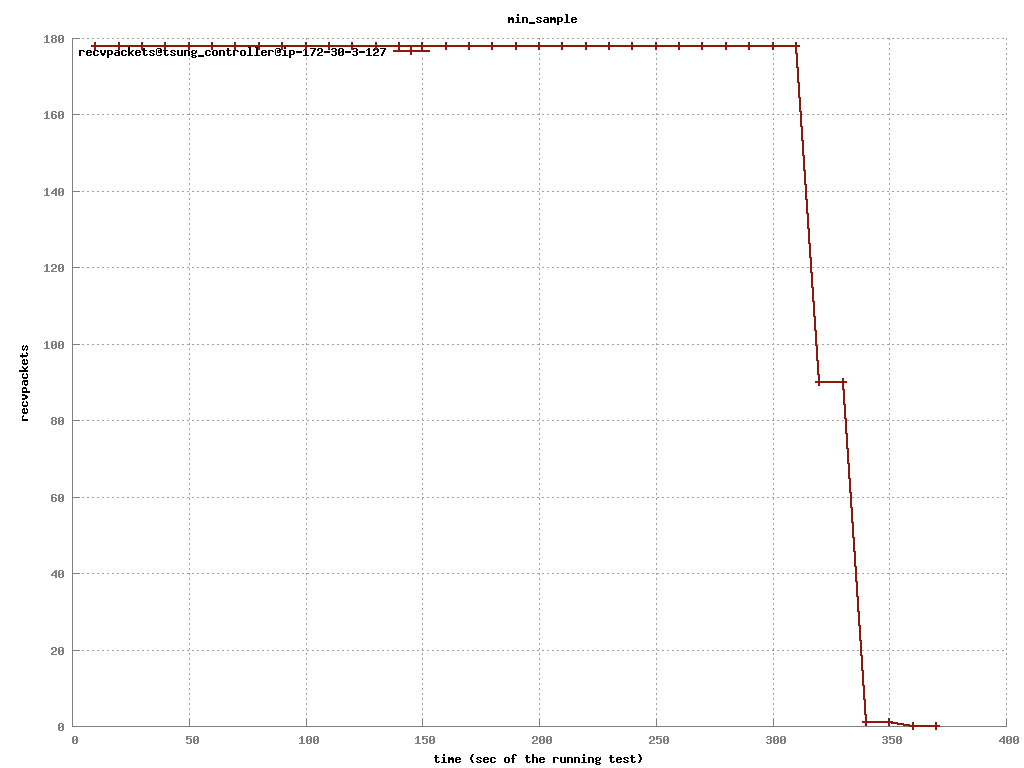 min_sample
180
recvpackets@tsung_controller@ip-172-30-3-127
160
140
120
100
recvpackets
80
60
40
20
0
0 50 100 150 200 250 300 350 400
time (sec of the running test)